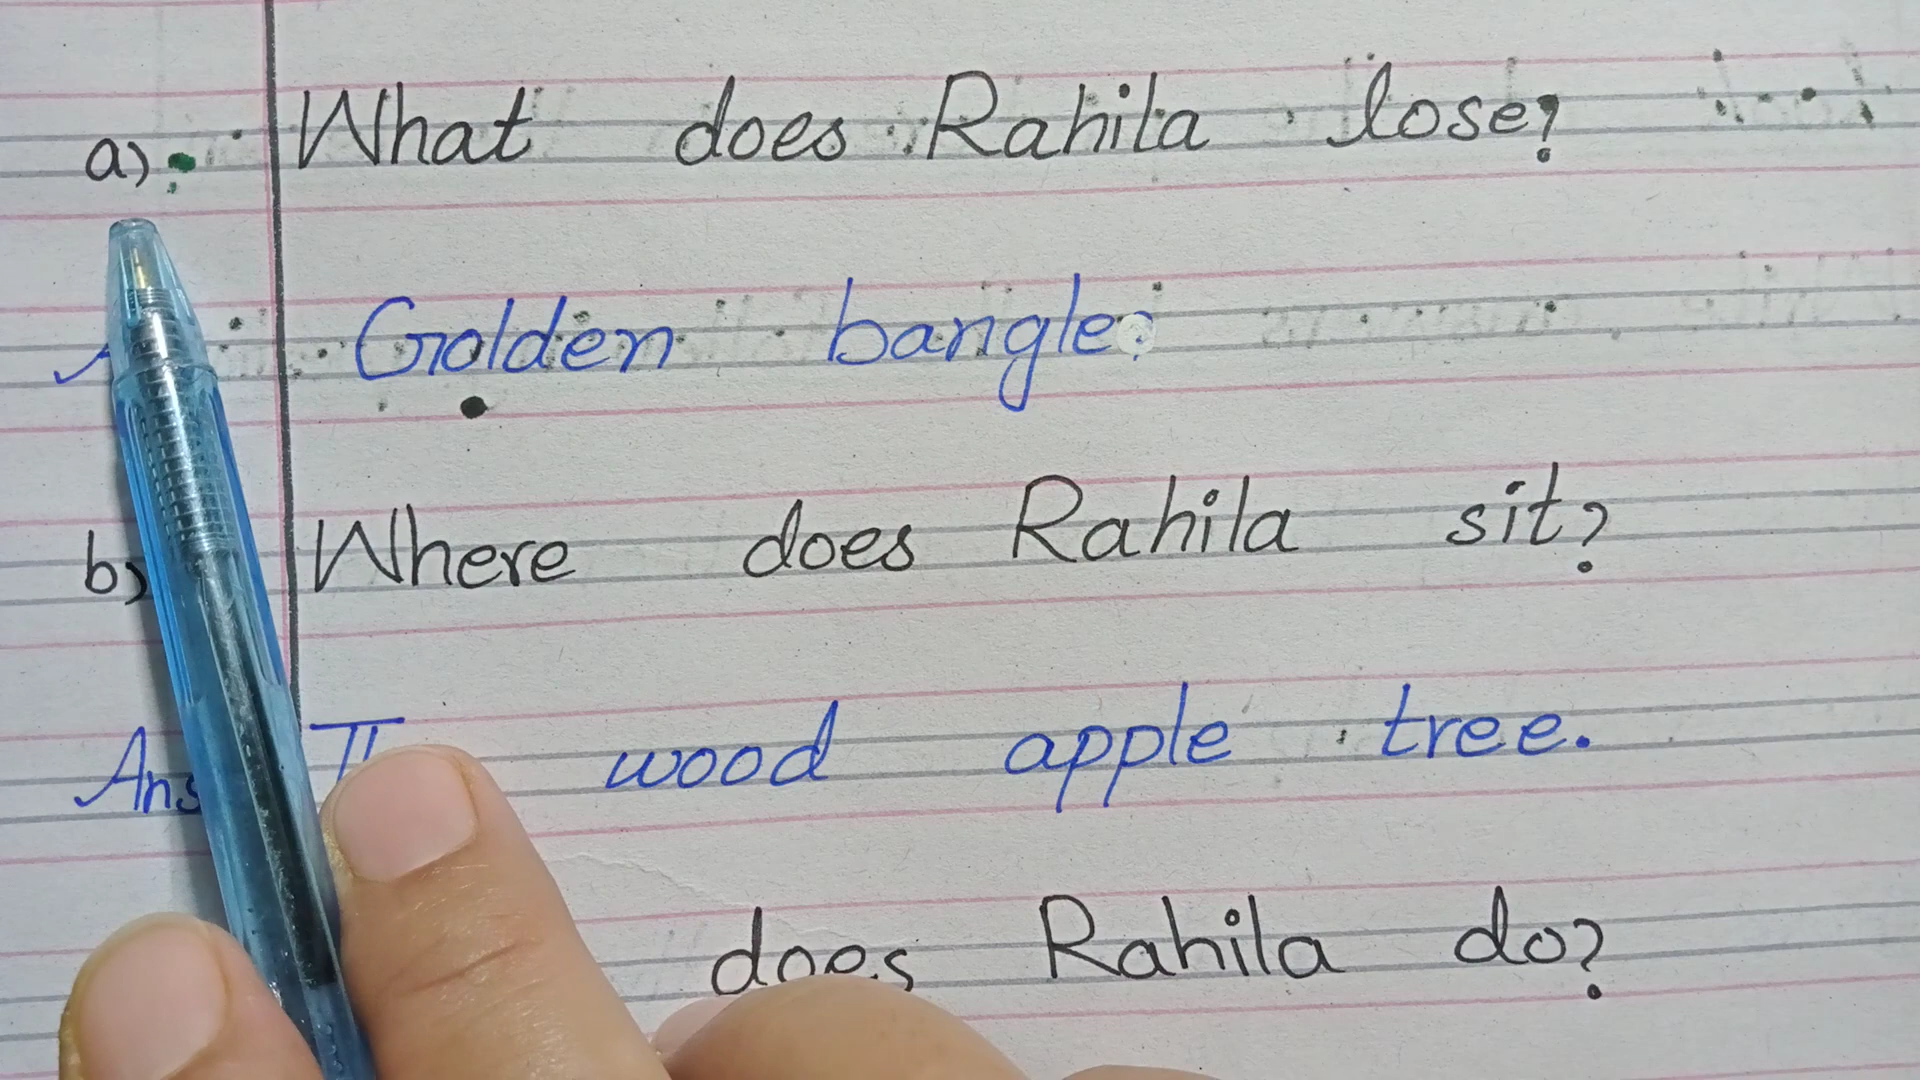 a) What does Rahila lose?
Golden bangle.
b) Where does Rahila sit?
Ans wood apple tree.
does Rahila do?